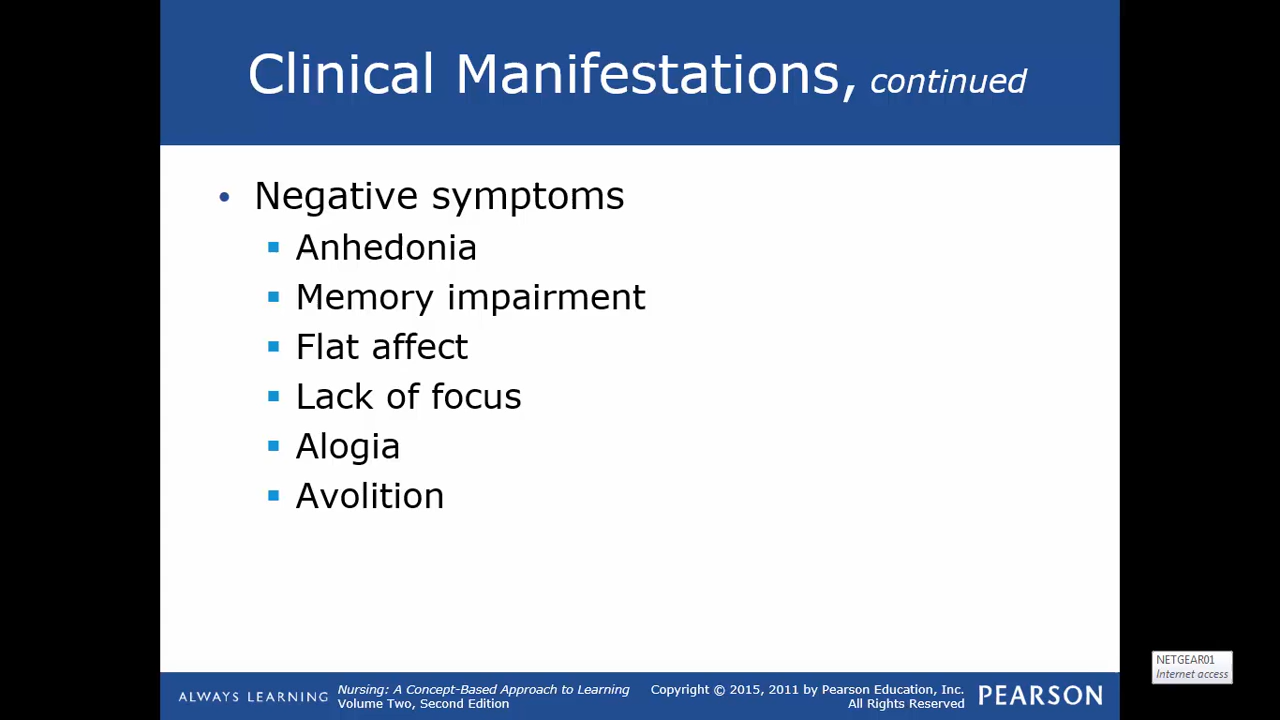 Clinical Manifestations, continued
• Negative symptoms
▪ Anhedonia
▪ Memory impairment
▪ Flat affect
▪ Lack of focus
▪ Alogia
▪ Avolition
NETGEAR01
Internet access
ALWAYS LEARNING
Nursing: A Concept-Based Approach to Learning
Volume Two, Second Edition
Copyright © 2015, 2011 by Pearson Education, Inc.
All Rights Reserved
PEARSON